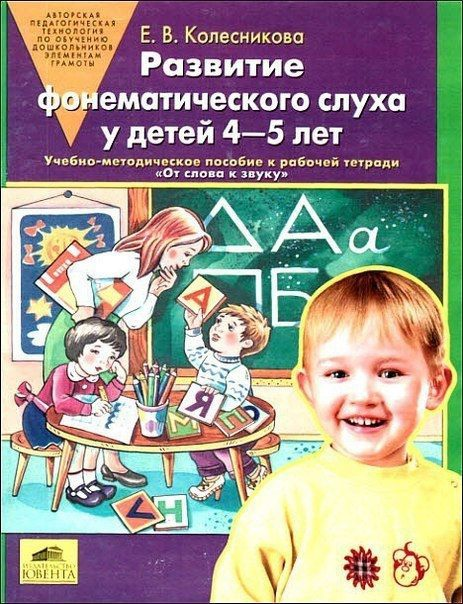 АВТОРСКАЯ
ПЕДАГОГИЧЕСКАЯ
ТЕХНОЛОГИЯ
ПО ОБУЧЕНИЮ
ДОШКОЛЬНИКОВ
ЭЛЕМЕНТАМ
ГРАМОТЫ
Е. В. Колесникова
Развитие
фонематического слуха
у детей 4—5 лет
Учебно-методическое пособие к рабочей тетради
«От слова к звуку»
А а
П Б
А
Я
И
М
Н
ИЗДАТЕЛЬСТВО
ЮВЕНТА